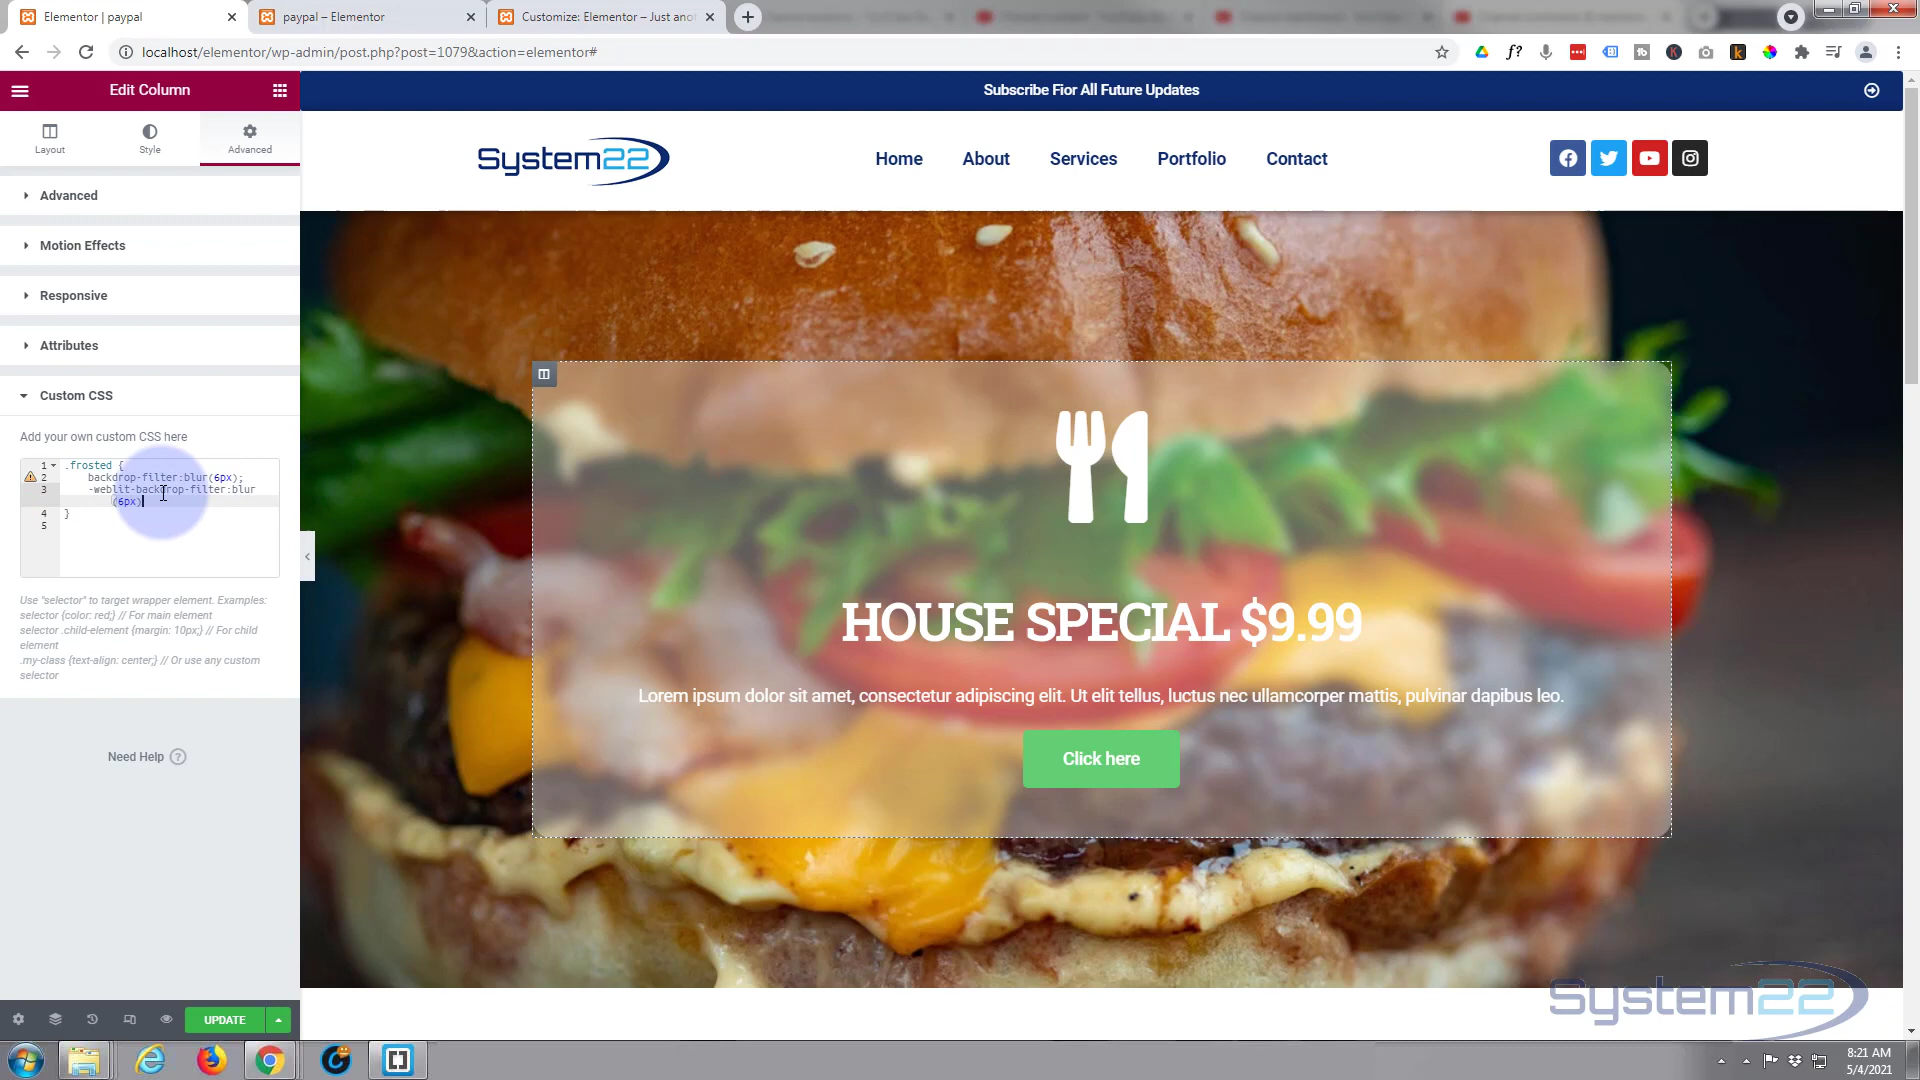 Elementor | paypal
paypal – Elementor
Customize: Elementor – Just ano
localhost/elementor/wp-admin/post.php?post=1079&action=elementor#
Edit Column
Subscribe Fior All Future Updates
Layout
Style
Advanced
System22
Home
About
Services
Portfolio
Contact
Advanced
Motion Effects
Responsive
Attributes
Custom CSS
Add your own custom CSS here
1 .frosted {
2 backdrop-filter:blur(6px);
3 -weblit-backdrop-filter:blur
(6px)
4 }
5
Use "selector" to target wrapper element. Examples:
selector {color: red;} // For main element
selector .child-element {margin: 10px;} // For child
element
.my-class {text-align: center;} // Or use any custom
selector
Need Help ?
HOUSE SPECIAL $9.99
Lorem ipsum dolor sit amet, consectetur adipiscing elit. Ut elit tellus, luctus nec ullamcorper mattis, pulvinar dapibus leo.
Click here
System22
UPDATE
8:21 AM
5/4/2021